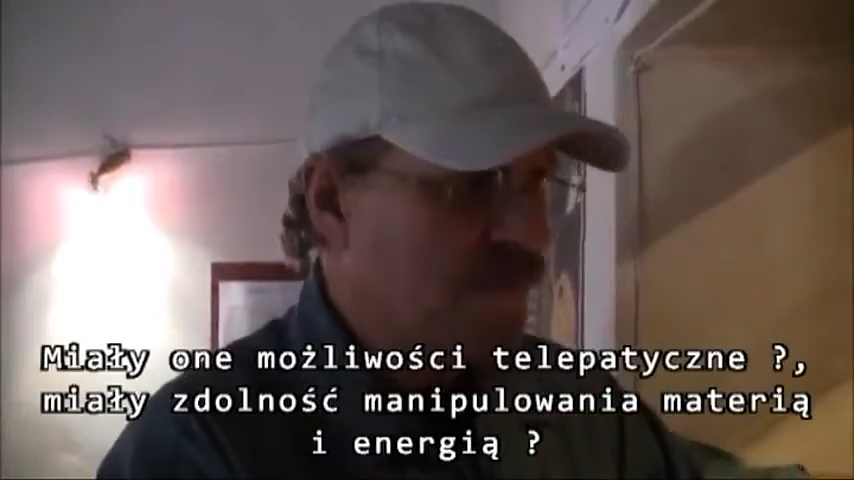 Miały one możliwości telepatyczne ?,
miały zdolność manipulowania materią
i energią ?